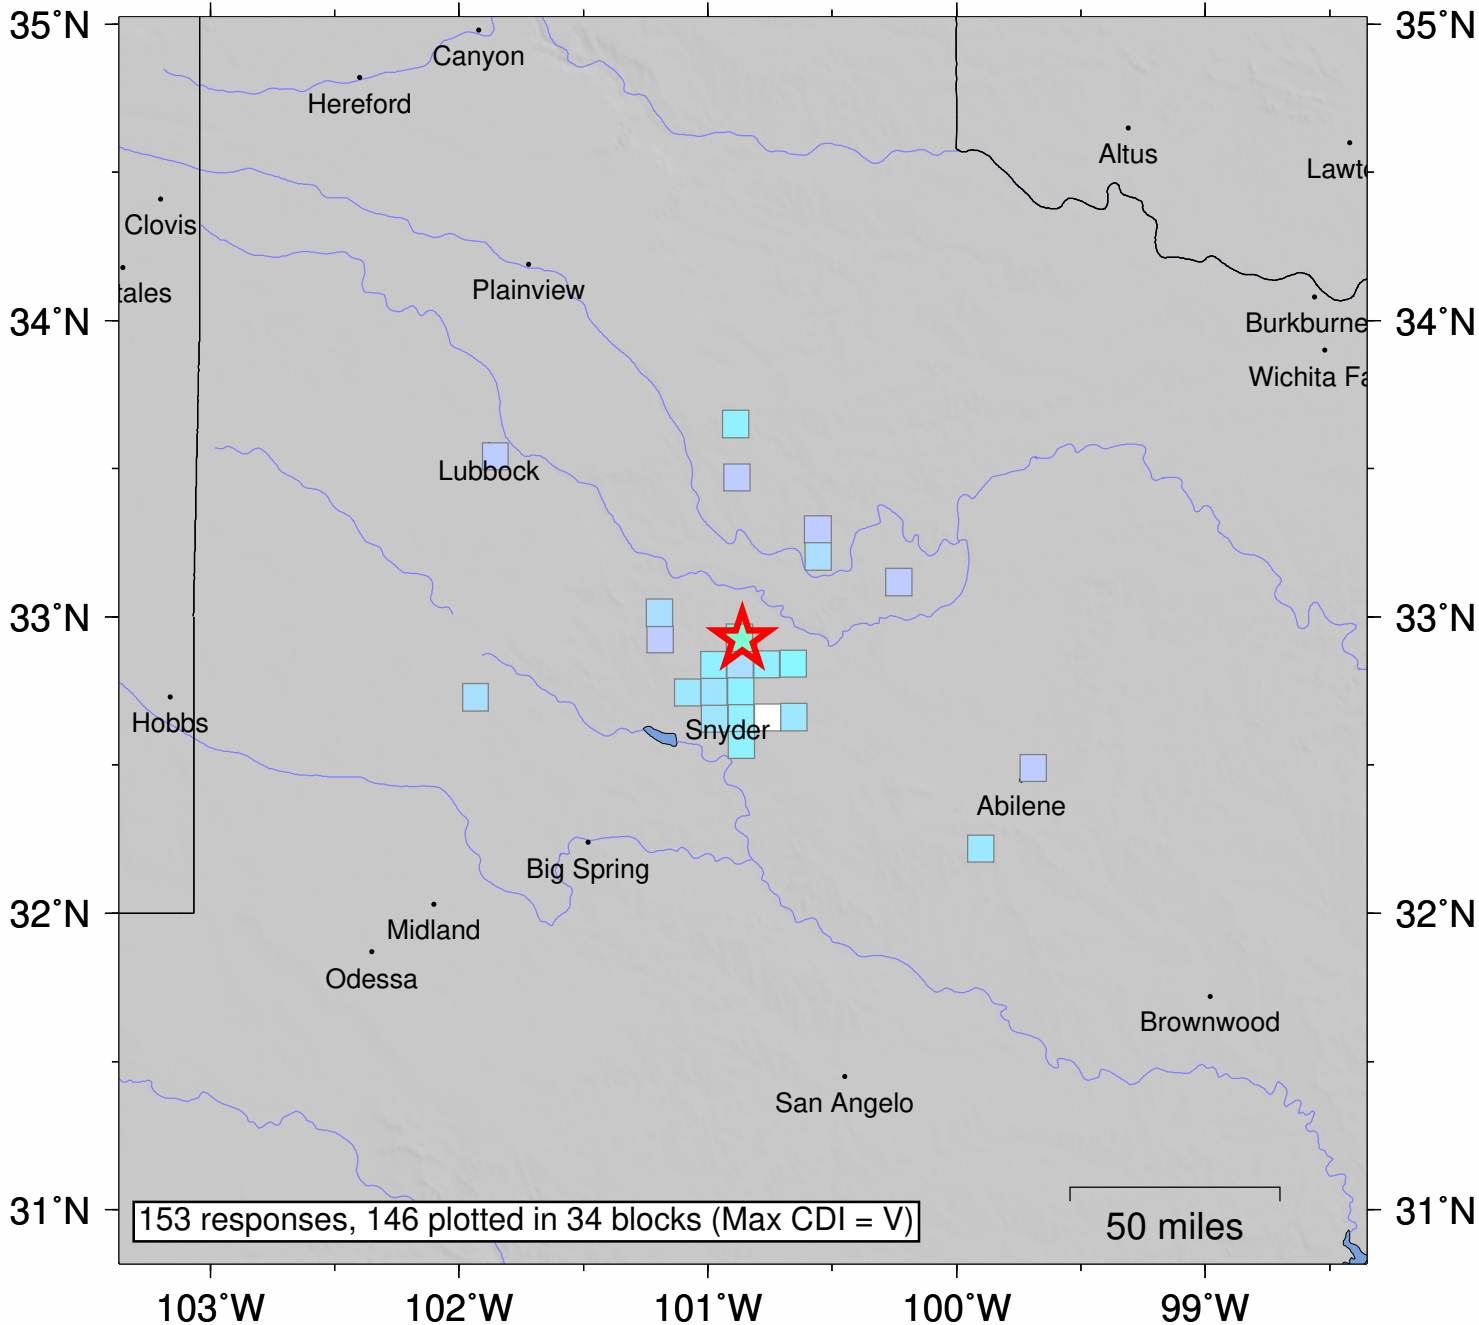 35°N
35°N
Canyon
Hereford
Altus
Lawt
Clovis
tales
Plainview
34°N
34°N
Burkburne
Wichita Fa
Lubbock
33°N
33°N
Hobbs
Snyder
Abilene
Big Spring
32°N
32°N
Midland
Odessa
Brownwood
San Angelo
31°N
31°N
153 responses, 146 plotted in 34 blocks (Max CDI = V)
50 miles
103°W
102°W
101°W
100°W
99°W